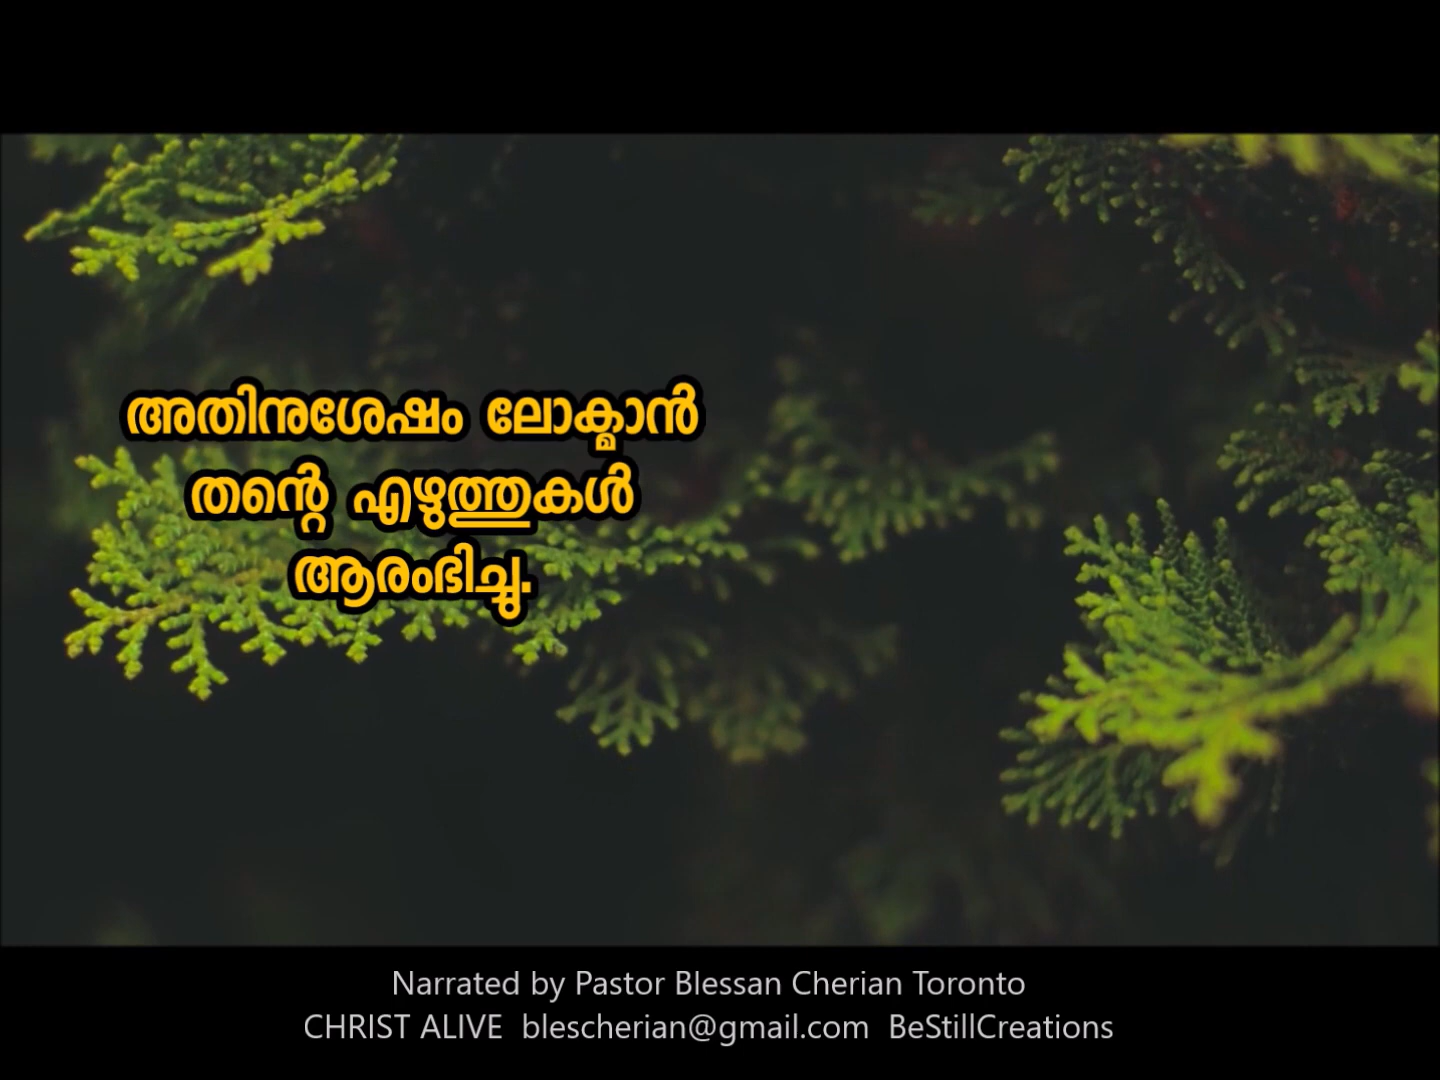 അതിനുശേഷം ലോക്മാൻ
തന്റെ എഴുത്തുകൾ
ആരംഭിച്ചു.
Narrated by Pastor Blessan Cherian Toronto
CHRIST ALIVE blescherian@gmail.com BeStillCreations